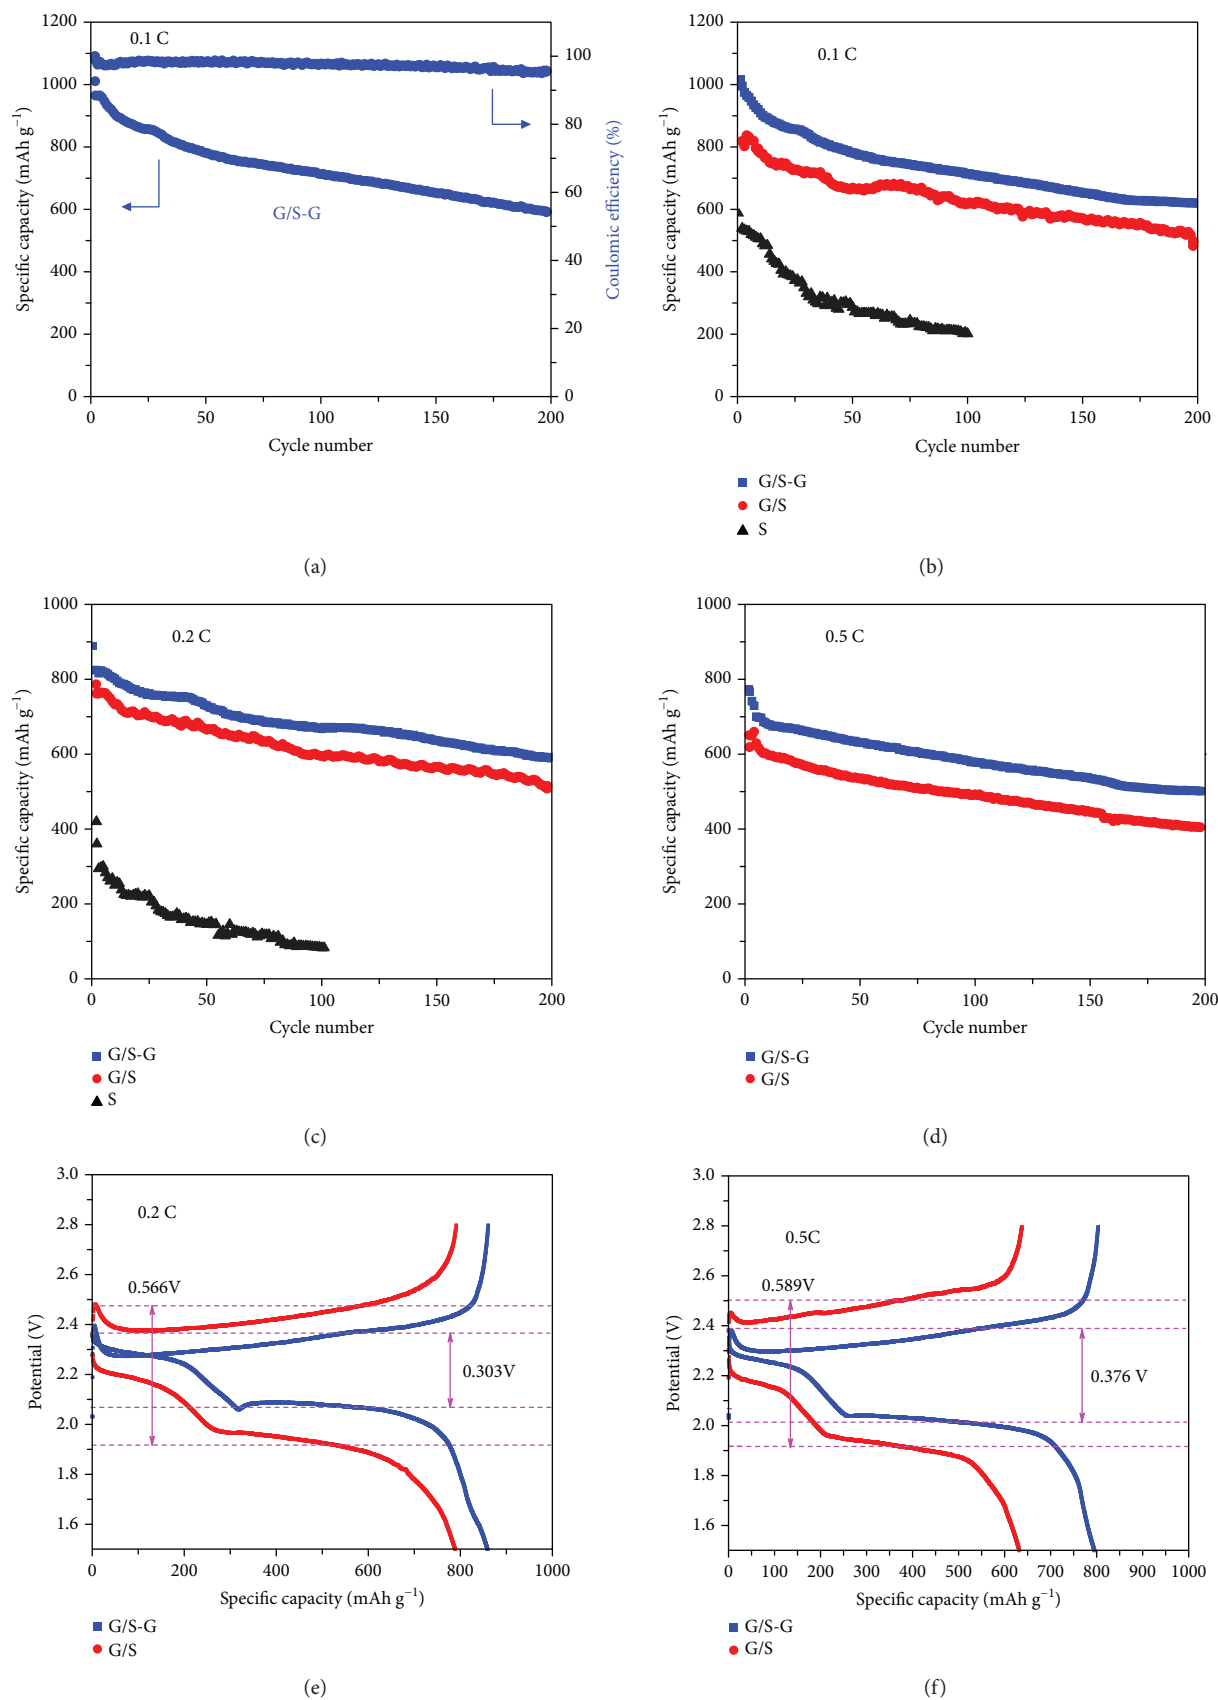 1200
1000
800
600
400
200
0
Specific capacity (mAh g⁻¹)
0.1 C
G/S-G
100
80
60
40
20
0
Coulomic efficiency (%)
0 50 100 150 200
Cycle number
(a)
1200
1000
800
600
400
200
0
Specific capacity (mAh g⁻¹)
0.1 C
0 50 100 150 200
Cycle number
G/S-G
G/S
S
(b)
1000
800
600
400
200
0
Specific capacity (mAh g⁻¹)
0.2 C
0 50 100 150 200
Cycle number
G/S-G
G/S
S
(c)
1000
800
600
400
200
0
Specific capacity (mAh g⁻¹)
0.5 C
0 50 100 150 200
Cycle number
G/S-G
G/S
(d)
3.0
2.8
2.6
2.4
2.2
2.0
1.8
1.6
Potential (V)
0.2 C
0.566V
0.303V
0 200 400 600 800 1000
Specific capacity (mAh g⁻¹)
G/S-G
G/S
(e)
3.0
2.8
2.6
2.4
2.2
2.0
1.8
1.6
Potential (V)
0.5C
0.589V
0.376 V
0 100 200 300 400 500 600 700 800 900 1000
Specific capacity (mAh g⁻¹)
G/S-G
G/S
(f)